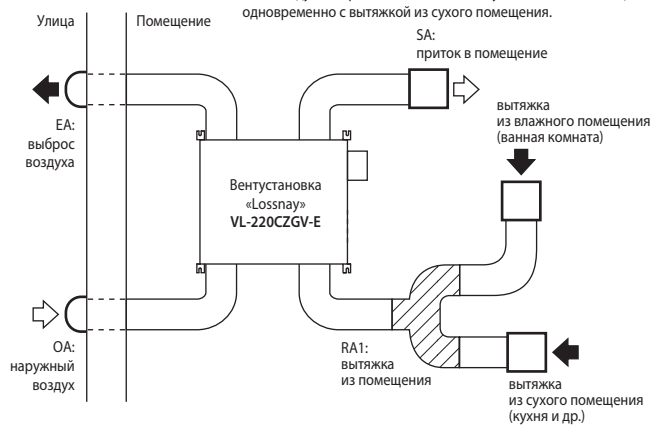 одновременно с вытяжкой из сухого помещения.
Улица
Помещение
SA:
приток в помещение
EA:
выброс
воздуха
вытяжка
из влажного помещения
(ванная комната)
Вентустановка
«Lossnay»
VL-220CZGV-E
OA:
наружный
воздух
RA1:
вытяжка
из помещения
вытяжка
из сухого помещения
(кухня и др.)